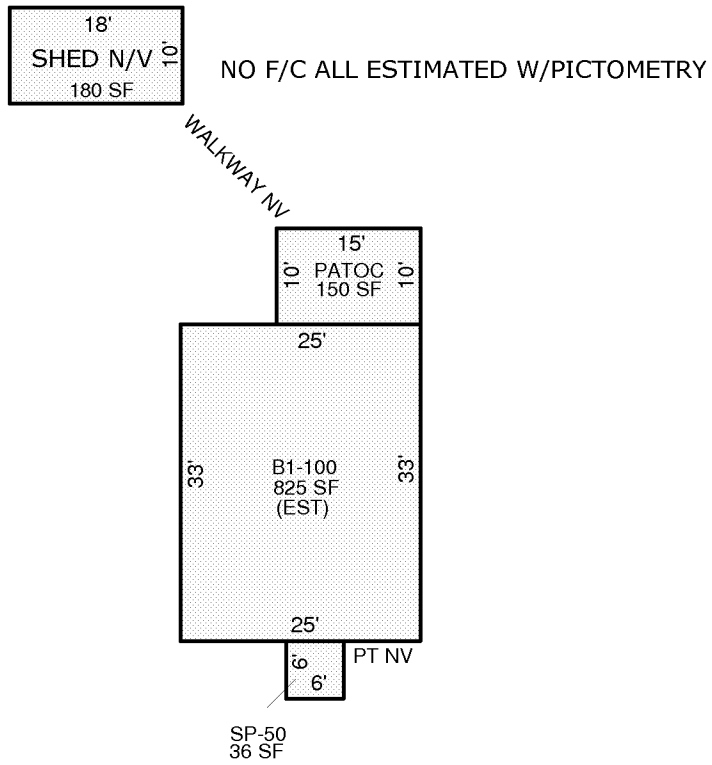 18'
SHED N/V
10'
180 SF
NO F/C ALL ESTIMATED W/PICTOMETRY
WALKWAY NV
15'
10'
PATOC
10'
150 SF
25'
33'
B1-100
33'
825 SF
(EST)
25'
6'
PT NV
6'
SP-50
36 SF